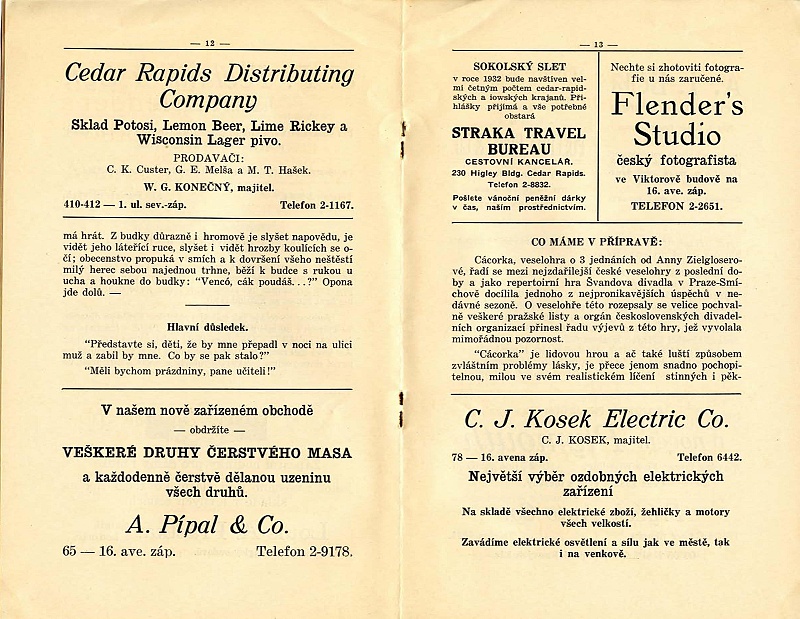 — 12 —
Cedar Rapids Distributing
Company
Sklad Potosi, Lemon Beer, Lime Rickey a
Wisconsin Lager pivo.
PRODAVAČI:
C. K. Custer, G. E. Melša a M. T. Hašek.
W. G. KONEČNÝ, majitel.
410-412 — 1. ul. sev.-záp. Telefon 2-1167.
má hrát. Z budky důrazně i hromově je slyšet napovědu, je
vidět jeho láteřící ruce, slyšet i vidět hrozby koulících se o-
čí; obecenstvo propuká v smích a k dovršení všeho neštěstí
milý herec sebou najednou trhne, běží k budce s rukou u
ucha a houkne do budky: “Vencó, cák poudáš...?” Opona
jde dolů. —
Hlavní důsledek.
“Představte si, děti, že by mne přepadl v noci na ulici
muž a zabil by mne. Co by se pak stalo?”
“Měli bychom prázdniny, pane učiteli!”
V našem nově zařízeném obchodě
— obdržíte —
VEŠKERÉ DRUHY ČERSTVÉHO MASA
a každodenně čerstvě dělanou uzeninu
všech druhů.
A. Pípal & Co.
65 — 16. ave. záp. Telefon 2-9178.
— 13 —
SOKOLSKÝ SLET
v roce 1932 bude navštíven vel-
mi četným počtem cedar-rapid-
ských a iowských krajanů. Při-
hlášky přijímá a vše potřebné
obstará
STRAKA TRAVEL
BUREAU
CESTOVNÍ KANCELÁŘ.
230 Higley Bldg. Cedar Rapids.
Telefon 2-8832.
Pošlete vánoční peněžní dárky
v čas, naším prostřednictvím.
Nechte si zhotoviti fotogra-
fie u nás zaručené.
Flender's
Studio
český fotografista
ve Viktorově budově na
16. ave. záp.
TELEFON 2-2651.
CO MÁME V PŘÍPRAVĚ:
Cácorka, veselohra o 3 jednáních od Anny Zielgloser o-
vé, řadí se mezi nejzdařilejší české veselohry z poslední do-
by a jako repertoirní hra Švandova divadla v Praze-Smí-
chově docílila jednoho z nejpronikavějších úspěchů v ne-
dávné sezoně. O veselohře této rozepsaly se velice pochval-
ně veškeré pražské listy a orgán československých divadel-
ních organizací přinesl řadu výjevů z této hry, jež vyvolala
mimořádnou pozornost.
“Cácorka” je lidovou hrou a ač také luští způsobem
zvláštním problémy lásky, je přece jenom snadno pochopi-
telnou, milou ve svém realistickém líčení stinných i pěk-
C. J. Kosek Electric Co.
C. J. KOSEK, majitel.
78 — 16. avena záp. Telefon 6442.
Největší výběr ozdobných elektrických
zařízení
Na skladě všechno elektrické zboží, žehličky a motory
všech velkostí.
Zavádíme elektrické osvětlení a sílu jak ve městě, tak
i na venkově.